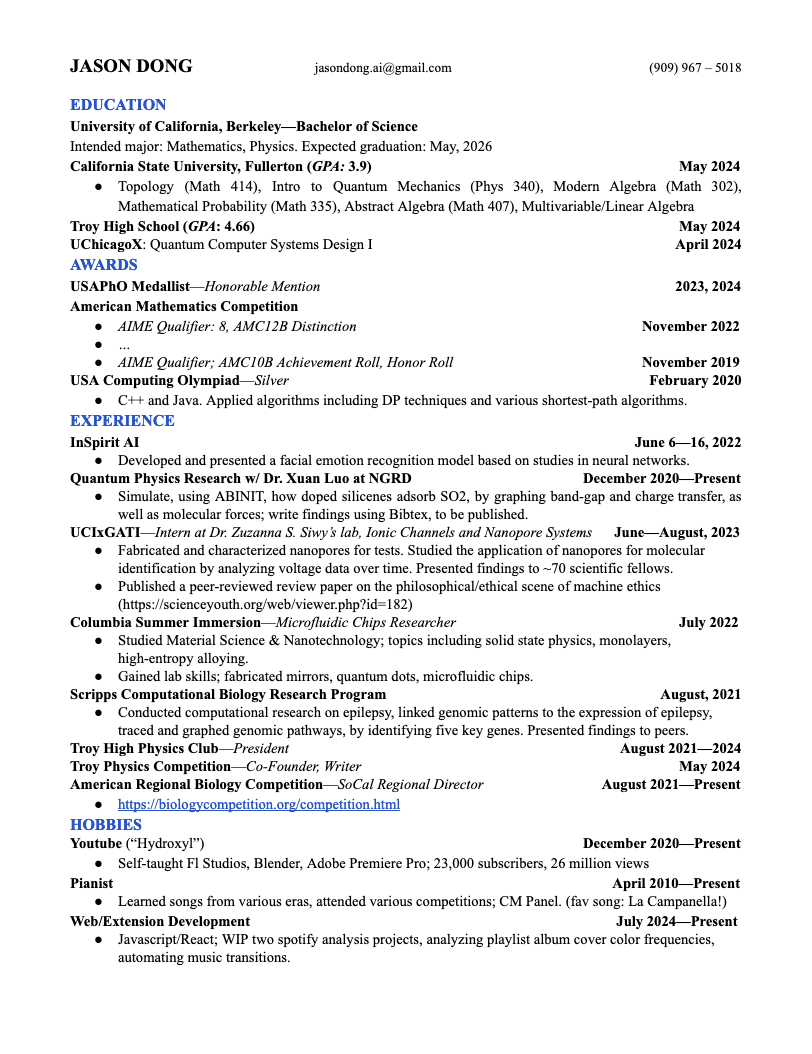 JASON DONG jasondong.ai@gmail.com (909) 967 – 5018
EDUCATION
University of California, Berkeley—Bachelor of Science
Intended major: Mathematics, Physics. Expected graduation: May, 2026
California State University, Fullerton (GPA: 3.9) May 2024
● Topology (Math 414), Intro to Quantum Mechanics (Phys 340), Modern Algebra (Math 302),
Mathematical Probability (Math 335), Abstract Algebra (Math 407), Multivariable/Linear Algebra
Troy High School (GPA: 4.66) May 2024
UChicagoX: Quantum Computer Systems Design I April 2024
AWARDS
USAPhO Medallist—Honorable Mention 2023, 2024
American Mathematics Competition
● AIME Qualifier: 8, AMC12B Distinction November 2022
● ...
● AIME Qualifier; AMC10B Achievement Roll, Honor Roll November 2019
USA Computing Olympiad—Silver February 2020
● C++ and Java. Applied algorithms including DP techniques and various shortest-path algorithms.
EXPERIENCE
InSpirit AI June 6—16, 2022
● Developed and presented a facial emotion recognition model based on studies in neural networks.
Quantum Physics Research w/ Dr. Xuan Luo at NGRD December 2020—Present
● Simulate, using ABINIT, how doped silicenes adsorb SO2, by graphing band-gap and charge transfer, as
well as molecular forces; write findings using Bibtex, to be published.
UCIxGATI—Intern at Dr. Zuzanna S. Siwy's lab, Ionic Channels and Nanopore Systems June—August, 2023
● Fabricated and characterized nanopores for tests. Studied the application of nanopores for molecular
identification by analyzing voltage data over time. Presented findings to ~70 scientific fellows.
● Published a peer-reviewed review paper on the philosophical/ethical scene of machine ethics
(https://scienceyouth.org/web/viewer.php?id=182)
Columbia Summer Immersion—Microfluidic Chips Researcher July 2022
● Studied Material Science & Nanotechnology; topics including solid state physics, monolayers,
high-entropy alloying.
● Gained lab skills; fabricated mirrors, quantum dots, microfluidic chips.
Scripps Computational Biology Research Program August, 2021
● Conducted computational research on epilepsy, linked genomic patterns to the expression of epilepsy,
traced and graphed genomic pathways, by identifying five key genes. Presented findings to peers.
Troy High Physics Club—President August 2021—2024
Troy Physics Competition—Co-Founder, Writer May 2024
American Regional Biology Competition—SoCal Regional Director August 2021—Present
● https://biologycompetition.org/competition.html
HOBBIES
Youtube (“Hydroxyl”) December 2020—Present
● Self-taught Fl Studios, Blender, Adobe Premiere Pro; 23,000 subscribers, 26 million views
Pianist April 2010—Present
● Learned songs from various eras, attended various competitions; CM Panel. (fav song: La Campanella!)
Web/Extension Development July 2024—Present
● Javascript/React; WIP two spotify analysis projects, analyzing playlist album cover color frequencies,
automating music transitions.